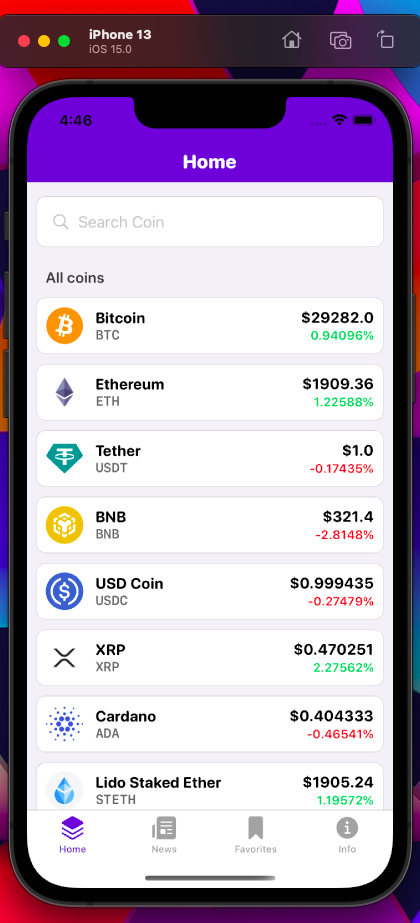 iPhone 13
iOS 15.0
4:46
Home
Search Coin
All coins
Bitcoin $29282.0
BTC 0.94096%
Ethereum $1909.36
ETH 1.22588%
Tether $1.0
USDT -0.17435%
BNB $321.4
BNB -2.8148%
USD Coin $0.999435
USDC -0.27479%
XRP $0.470251
XRP 2.27562%
Cardano $0.404333
ADA -0.46541%
Lido Staked Ether $1905.24
STETH 1.19572%
Home News Favorites Info